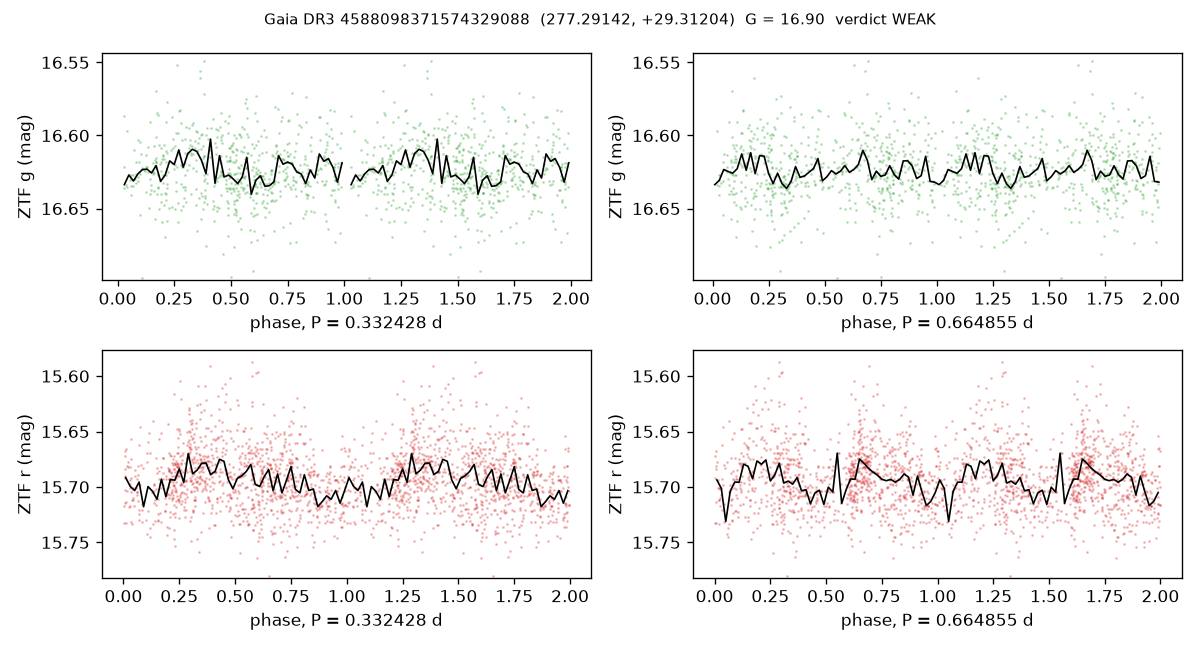 Gaia DR3 4588098371574329088  (277.29142, +29.31204)  G = 16.90  verdict WEAK
ZTF g (mag)
16.55
16.60
16.65
0.00 0.25 0.50 0.75 1.00 1.25 1.50 1.75 2.00
phase, P = 0.332428 d
ZTF g (mag)
16.55
16.60
16.65
0.00 0.25 0.50 0.75 1.00 1.25 1.50 1.75 2.00
phase, P = 0.664855 d
ZTF r (mag)
15.60
15.65
15.70
15.75
0.00 0.25 0.50 0.75 1.00 1.25 1.50 1.75 2.00
phase, P = 0.332428 d
ZTF r (mag)
15.60
15.65
15.70
15.75
0.00 0.25 0.50 0.75 1.00 1.25 1.50 1.75 2.00
phase, P = 0.664855 d